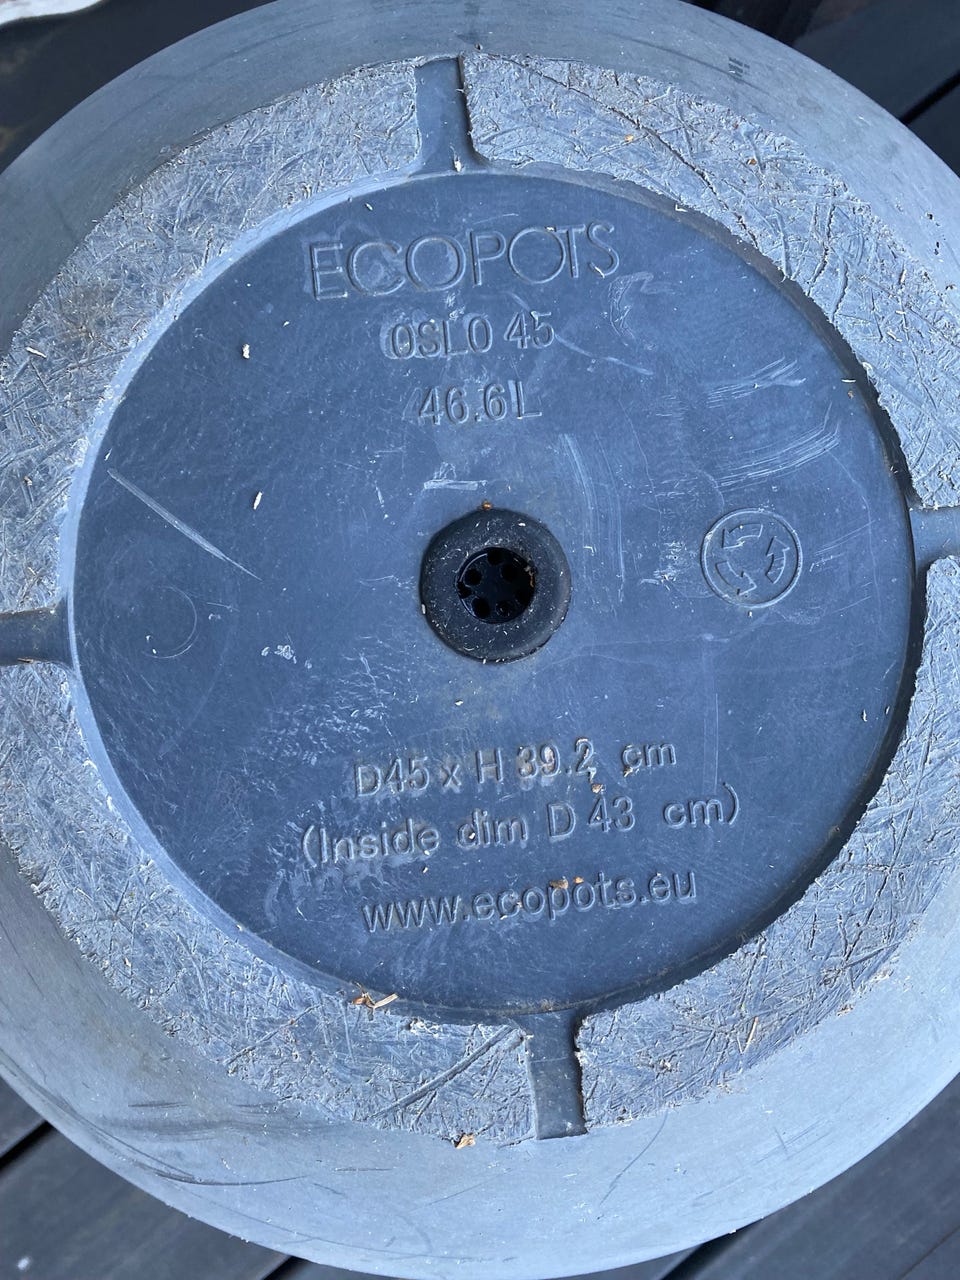 ECOPOTS
OSLO 45
46.6L
D45 x H 39.2 cm
(Inside dim D 43 cm)
www.ecopots.eu